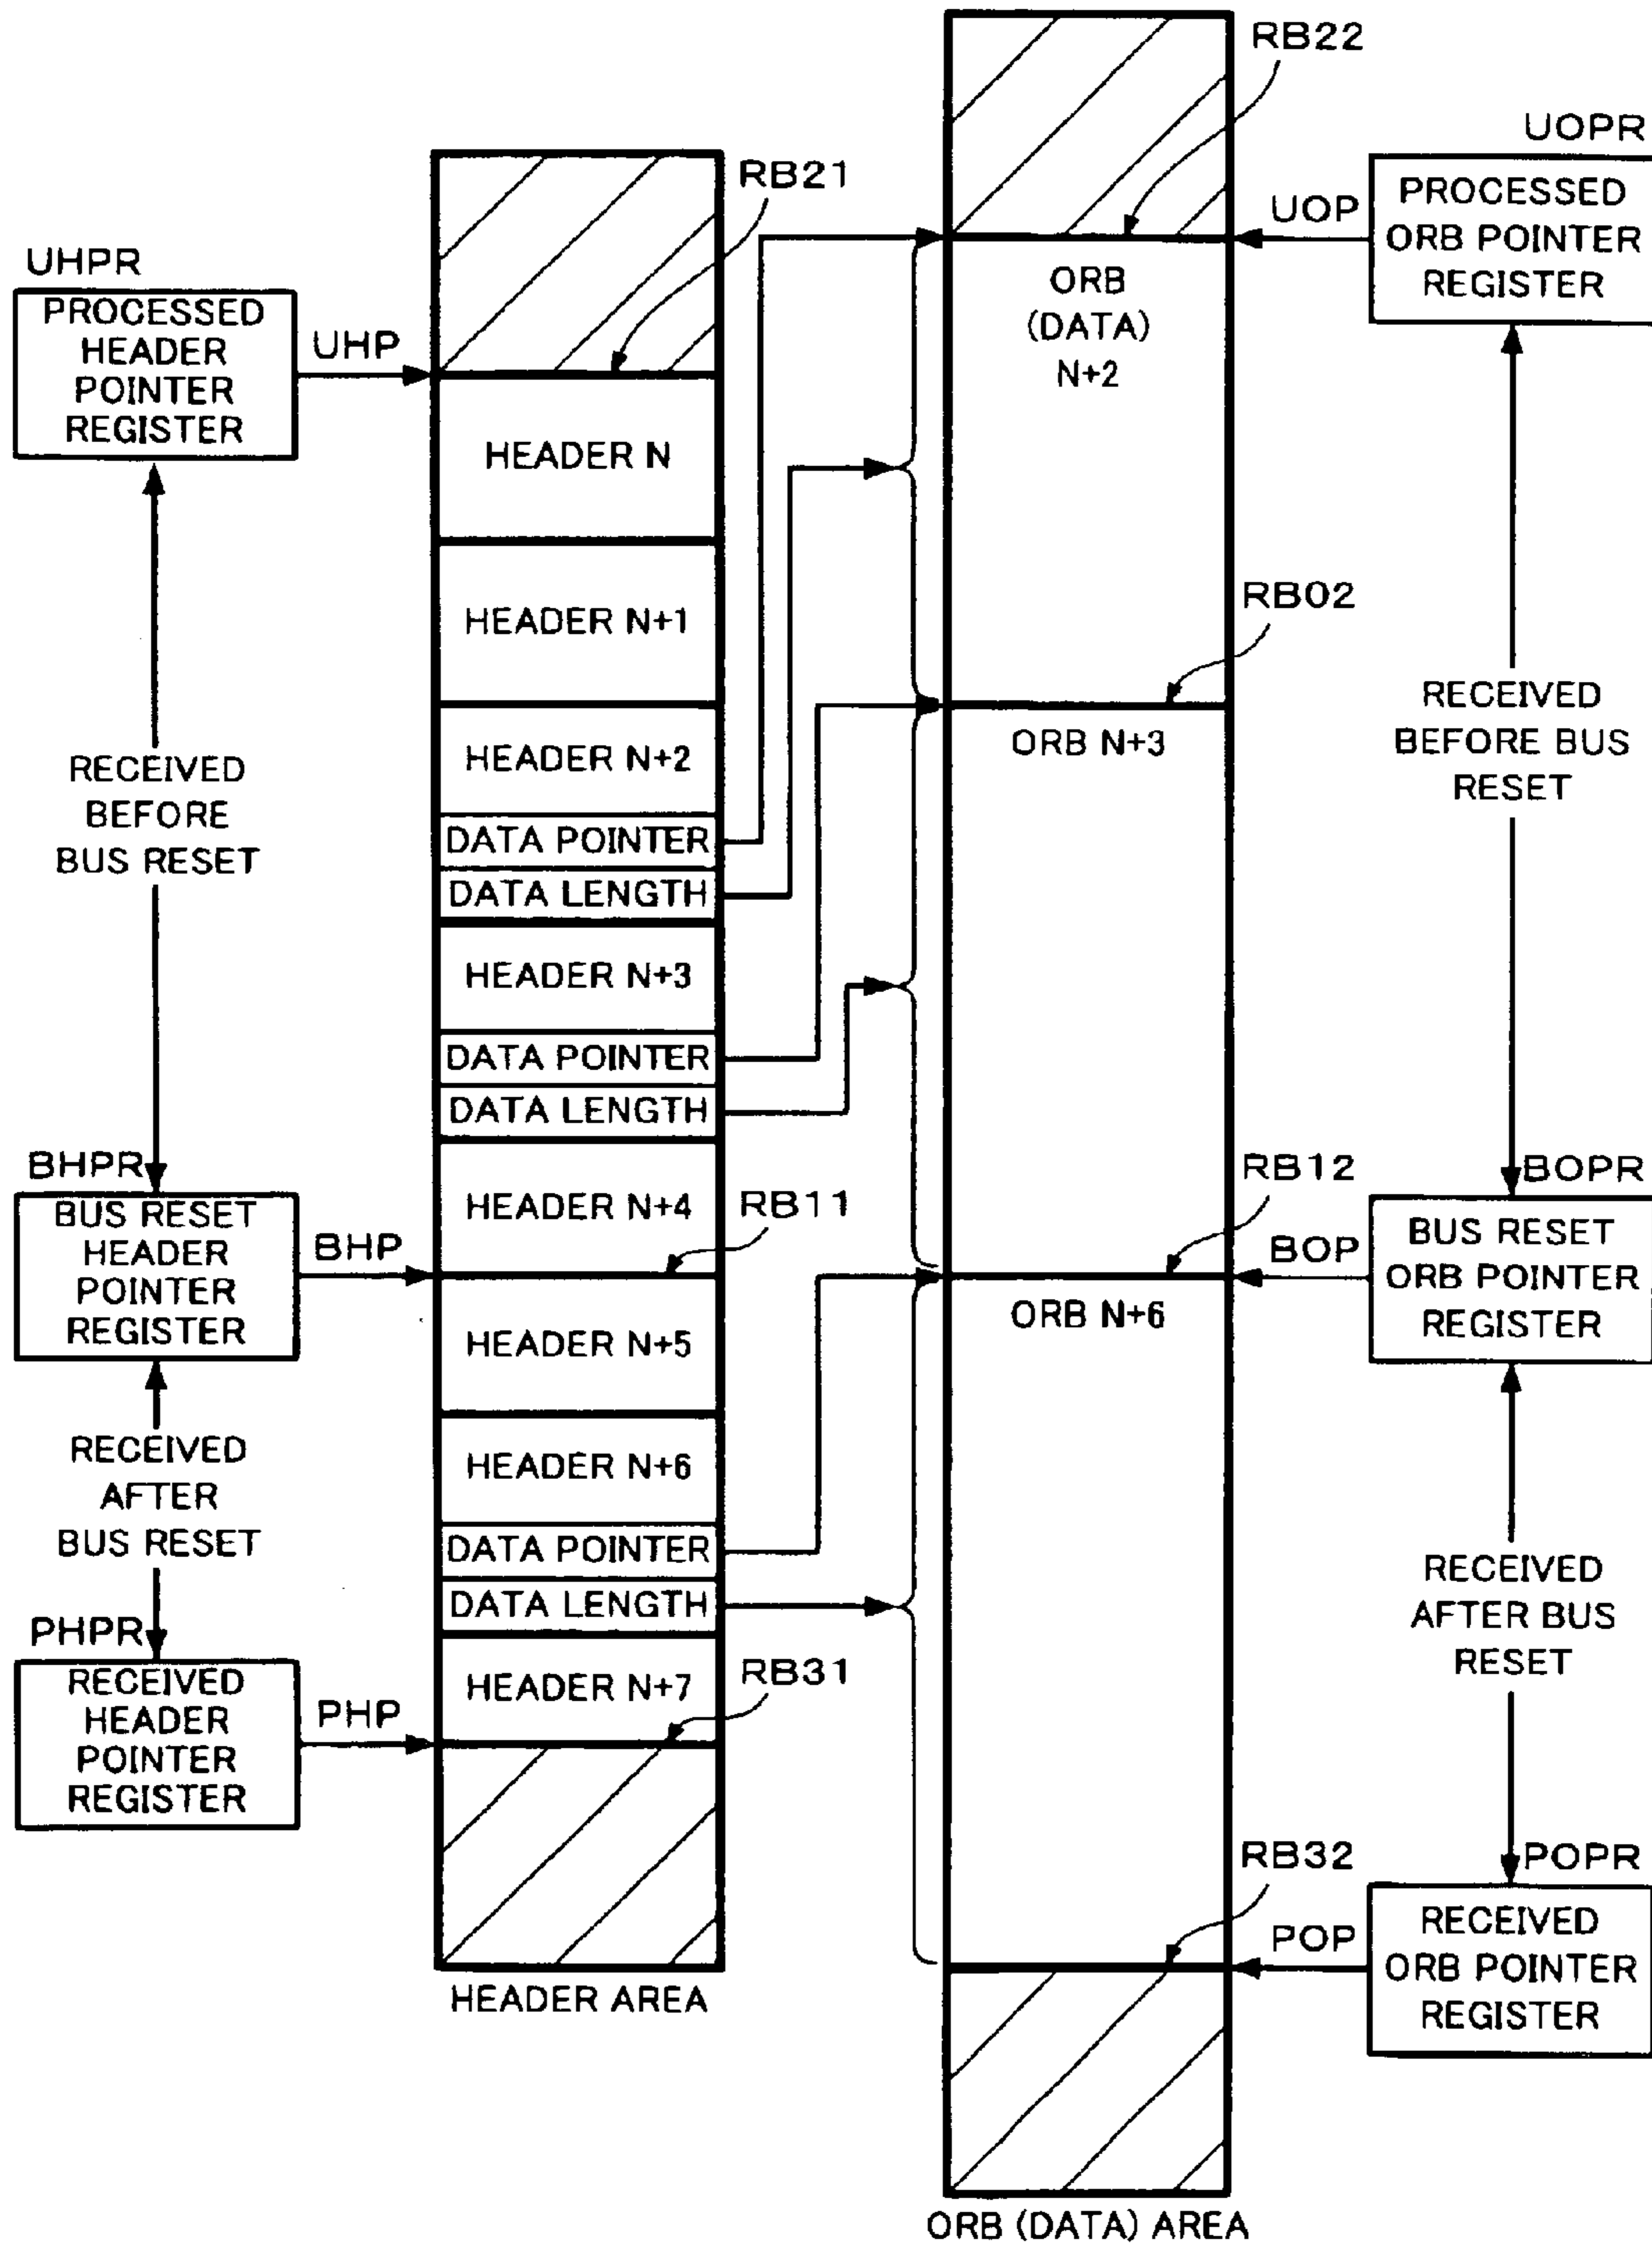 UHPR
PROCESSED
HEADER
POINTER
REGISTER
UHP
RECEIVED
BEFORE
BUS RESET
BHPR
BUS RESET
HEADER
POINTER
REGISTER
BHP
RECEIVED
AFTER
BUS RESET
PHPR
RECEIVED
HEADER
POINTER
REGISTER
PHP
RB21
HEADER N
HEADER N+1
HEADER N+2
DATA POINTER
DATA LENGTH
HEADER N+3
DATA POINTER
DATA LENGTH
HEADER N+4
RB11
HEADER N+5
HEADER N+6
DATA POINTER
DATA LENGTH
HEADER N+7
RB31
HEADER AREA
RB22
ORB
(DATA)
N+2
RB02
ORB N+3
RB12
ORB N+6
RB32
ORB (DATA) AREA
UOPR
UOP
PROCESSED
ORB POINTER
REGISTER
RECEIVED
BEFORE BUS
RESET
BOPR
BOP
BUS RESET
ORB POINTER
REGISTER
RECEIVED
AFTER BUS
RESET
POPR
POP
RECEIVED
ORB POINTER
REGISTER